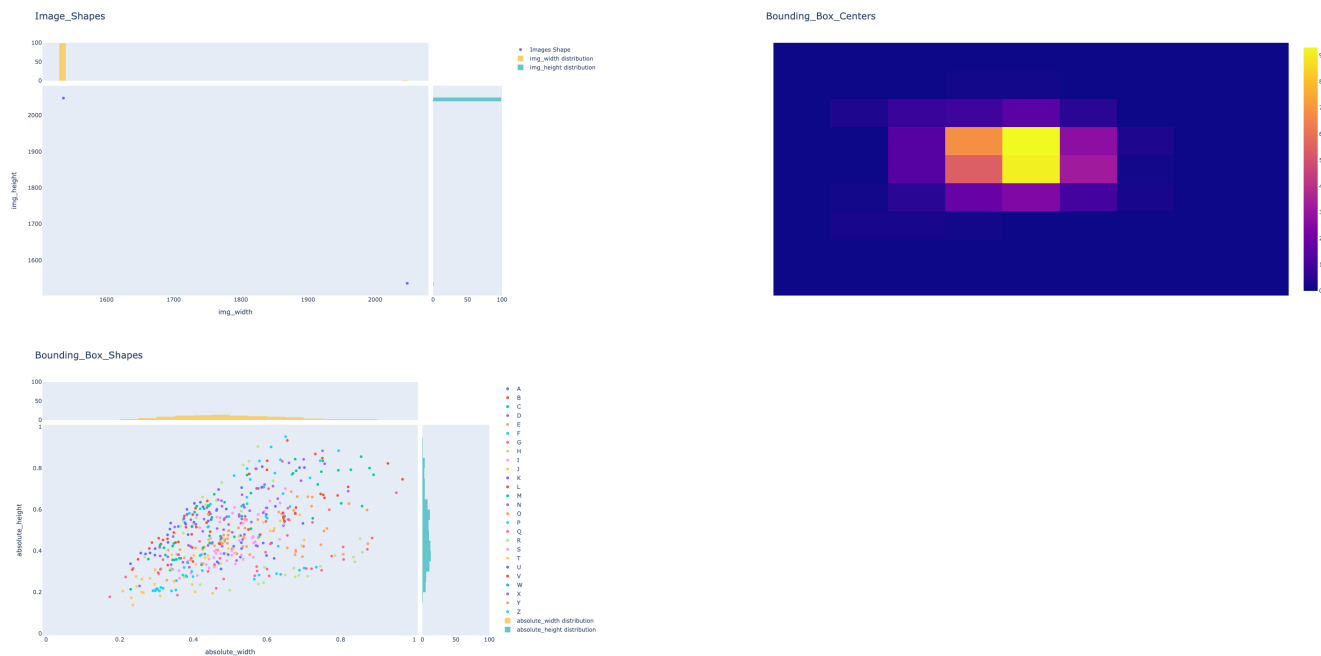 Image_Shapes
100
50
0
Images Shape
img_width distribution
img_height distribution
2000
1900
1800
1700
1600
img_height
1600
1700
1800
1900
2000
0
50
100
img_width
Bounding_Box_Centers
Bounding_Box_Shapes
100
50
0
1
0.8
0.6
0.4
0.2
0
absolute_height
0
0.2
0.4
0.6
0.8
1
0
50
100
absolute_width
A
B
C
D
E
F
G
H
I
J
K
L
M
N
O
P
Q
R
S
T
U
V
W
X
Y
Z
absolute_width distribution
absolute_height distribution